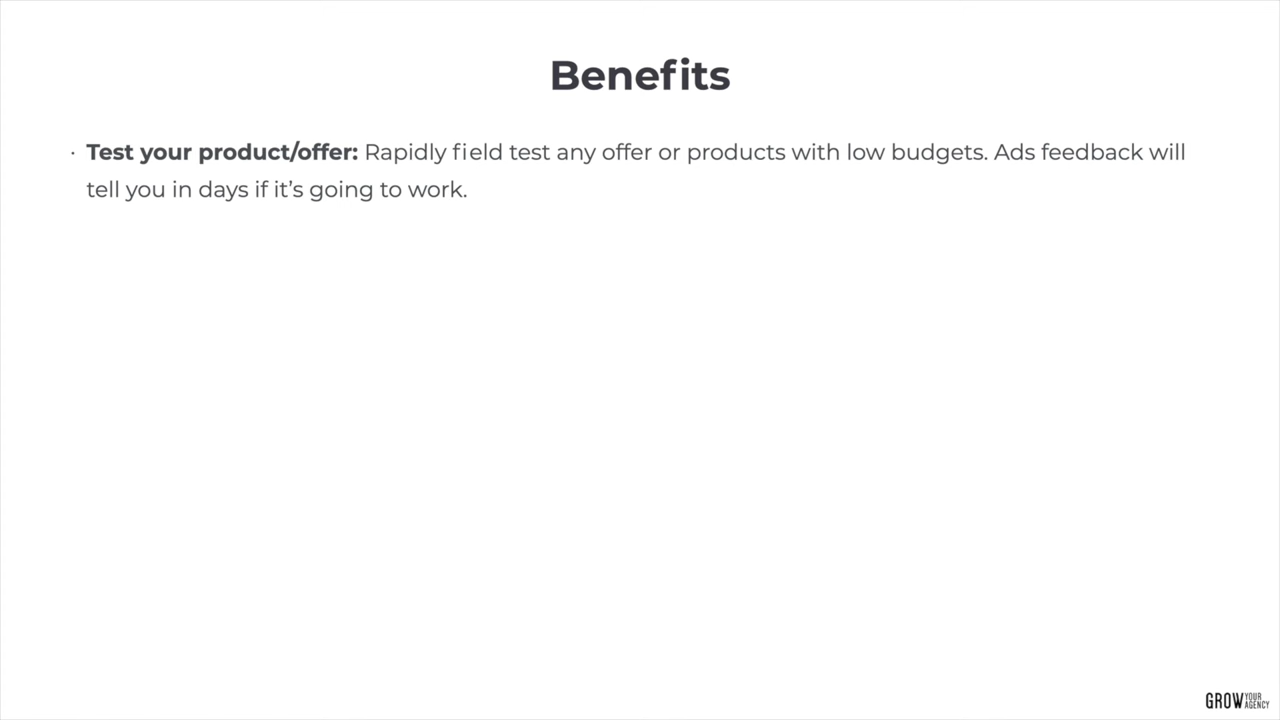 Benefits
· Test your product/offer: Rapidly field test any offer or products with low budgets. Ads feedback will
tell you in days if it’s going to work.
GROW YOUR AGENCY